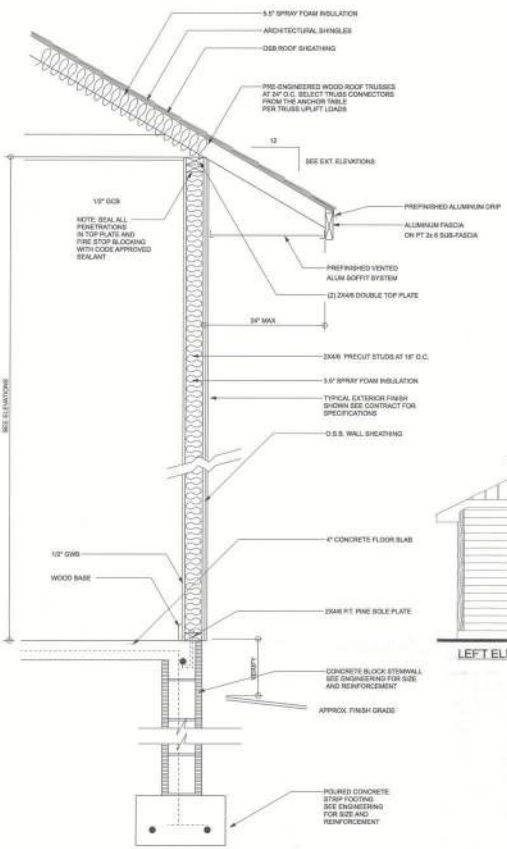 5.5" SPRAY FOAM INSULATION
ARCHITECTURAL SHINGLES
OSB ROOF SHEATHING
PRE-ENGINEERED WOOD ROOF TRUSSES
AT 24" O.C. SELECT TRUSS CONNECTORS
FROM THE ANCHOR TABLE
PER TRUSS UPLIFT LOADS
12
SEE EXT. ELEVATIONS
1/2" GCB
NOTE: SEAL ALL
PENETRATIONS
IN TOP PLATE AND
FIRE STOP BLOCKING
WITH CODE APPROVED
SEALANT
PREFINISHED ALUMINUM DRIP
ALUMINUM FASCIA
ON PT 2x 6 SUB-FASCIA
PREFINISHED VENTED
ALUM SOFFIT SYSTEM
(2) 2X4/6 DOUBLE TOP PLATE
24" MAX
2X4/6 PRECUT STUDS AT 16" O.C.
5.5" SPRAY FOAM INSULATION
TYPICAL EXTERIOR FINISH
SHOWN SEE CONTRACT FOR
SPECIFICATIONS
SEE ELEVATIONS
O.S.B. WALL SHEATHING
4" CONCRETE FLOOR SLAB
1/2" GWB
WOOD BASE
2X4/6 P.T. PINE SOLE PLATE
LEFT EL
VERIFY
CONCRETE BLOCK STEMWALL
SEE ENGINEERING FOR SIZE
AND REINFORCEMENT
APPROX. FINISH GRADE
POURED CONCRETE
STRIP FOOTING
SEE ENGINEERING
FOR SIZE AND
REINFORCEMENT